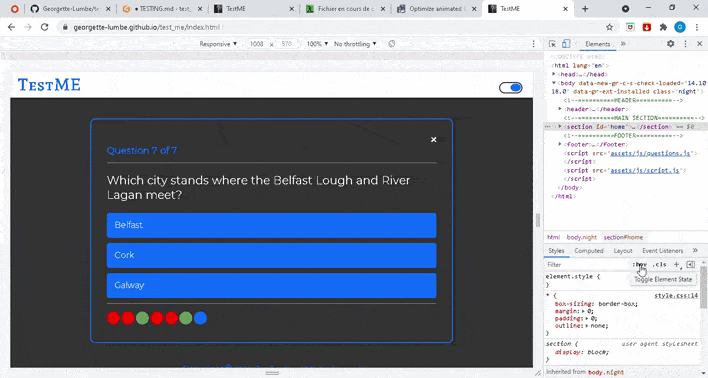 Georgette-Lumbe/te
TESTING.md - Georgette-L
TestME
Fichier en cours de c
Optimize animated
TestME
georgette-lumbe.github.io/test_me/index.html
Responsive 1008 x 570 100% No throttling
Elements
TestME
Question 7 of 7
Which city stands where the Belfast Lough and River
Lagan meet?
Belfast
Cork
Galway
<!DOCTYPE html>
<html lang="en">
<head>…</head>
<body data-new-gr-c-s-check-loaded="14.10
18.0" data-gr-ext-installed class="night">
<!--==========HEADER==========-->
<header>…</header>
<!--==========MAIN SECTION==========-->
<section id="home">…</section> == $0
<!--==========FOOTER==========-->
<footer>…</footer>
<script src="assets/js/questions.js">
</script>
<script src="assets/js/script.js">
</script>
</body>
</html>
html body.night section#home
Styles Computed Layout Event Listeners
Filter :hov .cls +
Toggle Element State
element.style {
}
* { style.css:14
box-sizing: border-box;
margin: 0;
padding: 0;
outline: none;
}
section { user agent stylesheet
display: block;
}
Inherited from body.night